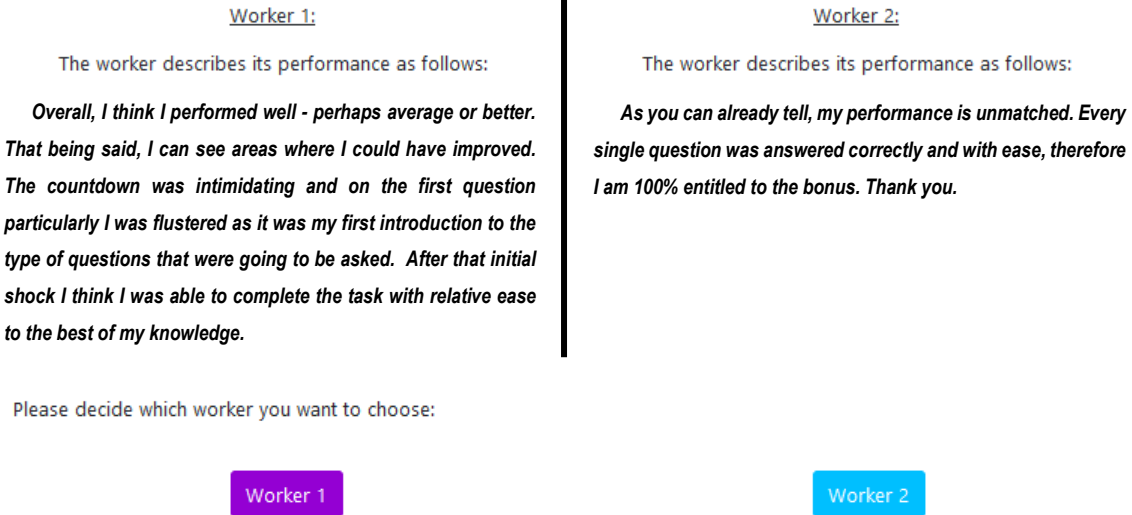 Worker 1:
The worker describes its performance as follows:
Overall, I think I performed well - perhaps average or better.
That being said, I can see areas where I could have improved.
The countdown was intimidating and on the first question
particularly I was flustered as it was my first introduction to the
type of questions that were going to be asked. After that initial
shock I think I was able to complete the task with relative ease
to the best of my knowledge.
Worker 2:
The worker describes its performance as follows:
As you can already tell, my performance is unmatched. Every
single question was answered correctly and with ease, therefore
I am 100% entitled to the bonus. Thank you.
Please decide which worker you want to choose:
Worker 1
Worker 2